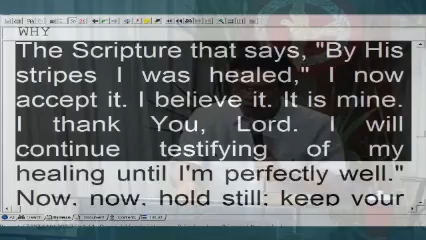 WHY
The Scripture that says, "By His
stripes I was healed," I now
accept it. I believe it. It is mine.
I thank You, Lord. I will
continue testifying of my
healing until I'm perfectly well."
Now, now, hold still; keep your